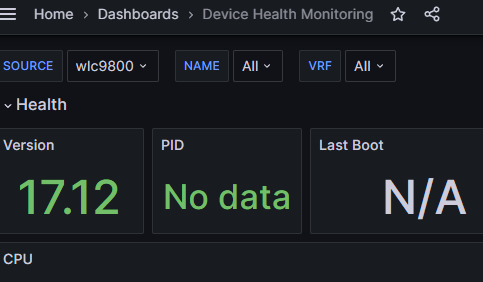 Home › Dashboards › Device Health Monitoring
SOURCE wlc9800 NAME All VRF All
Health
Version PID Last Boot
17.12 No data N/A
CPU